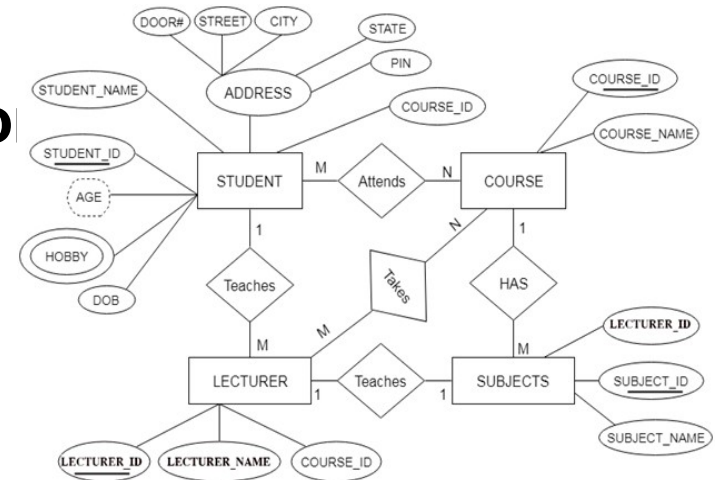 DOOR# STREET CITY
STATE
PIN
ADDRESS
STUDENT_NAME
COURSE_ID
COURSE_ID
COURSE_NAME
STUDENT_ID
AGE
HOBBY
DOB
STUDENT M Attends N COURSE
1
N
1
Teaches
Takes
HAS
M
M
M
LECTURER_ID
LECTURER 1 Teaches 1 SUBJECTS
SUBJECT_ID
SUBJECT_NAME
LECTURER_ID LECTURER_NAME COURSE_ID